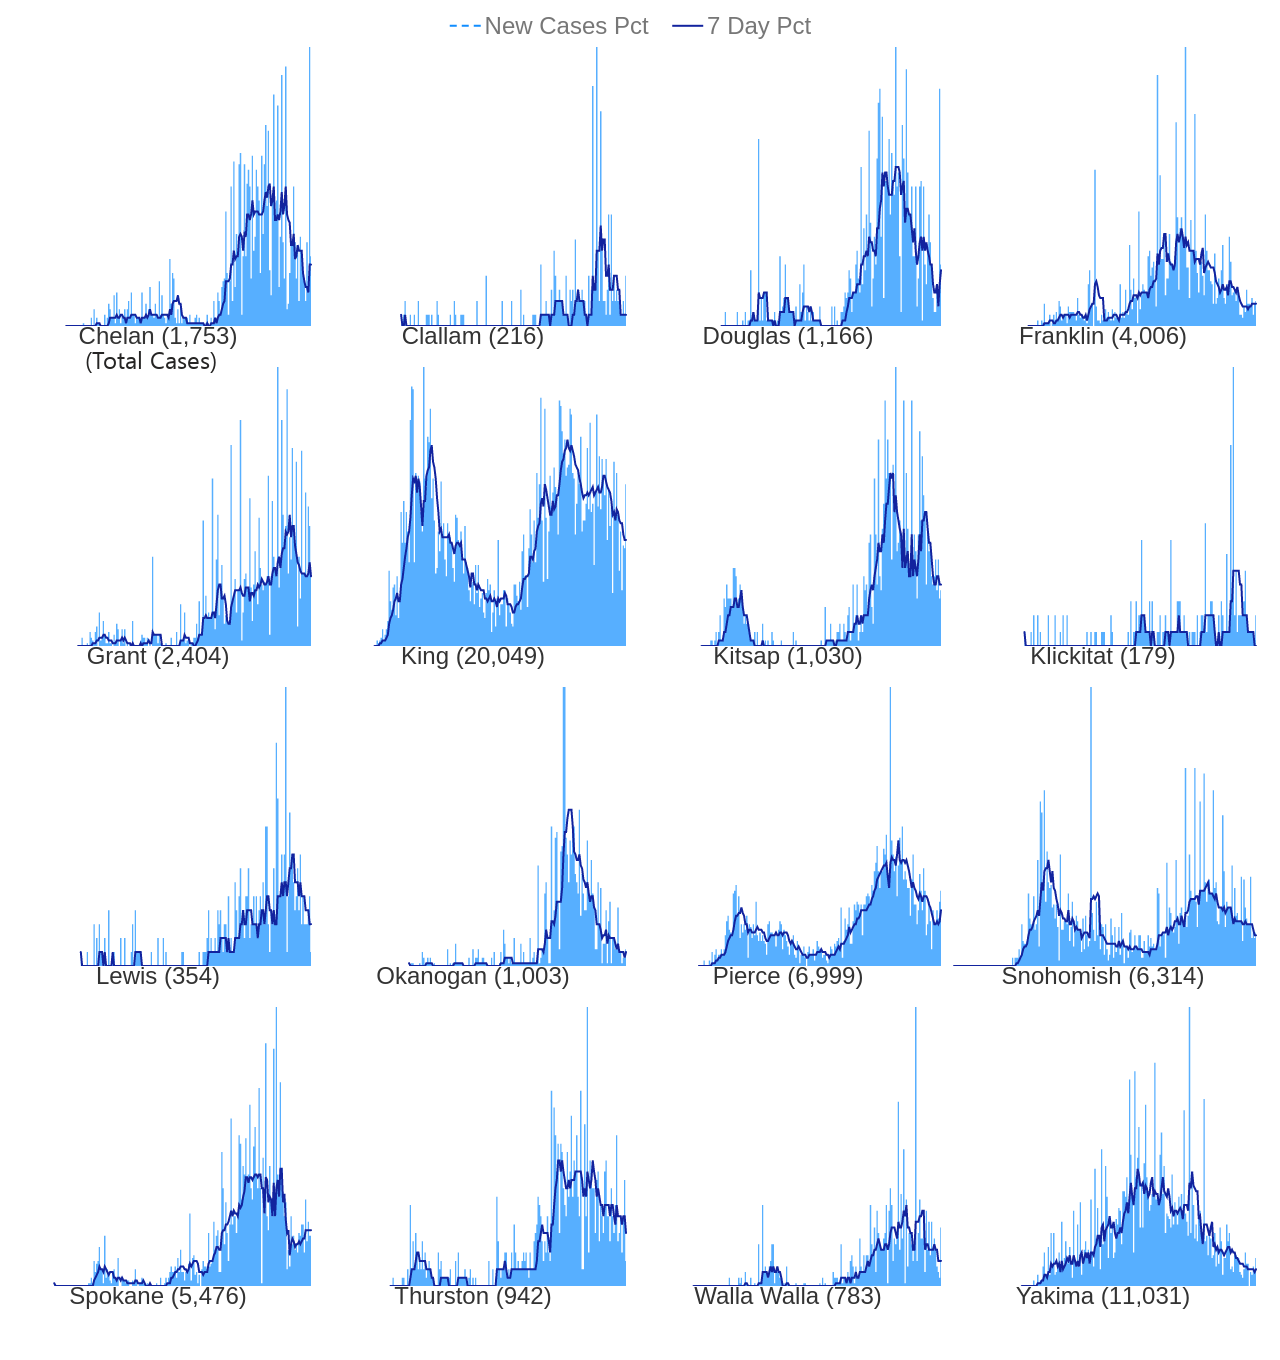 New Cases Pct 7 Day Pct
Chelan (1,753) Clallam (216) Douglas (1,166) Franklin (4,006)
(Total Cases)
Grant (2,404) King (20,049) Kitsap (1,030) Klickitat (179)
Lewis (354) Okanogan (1,003) Pierce (6,999) Snohomish (6,314)
Spokane (5,476) Thurston (942) Walla Walla (783) Yakima (11,031)